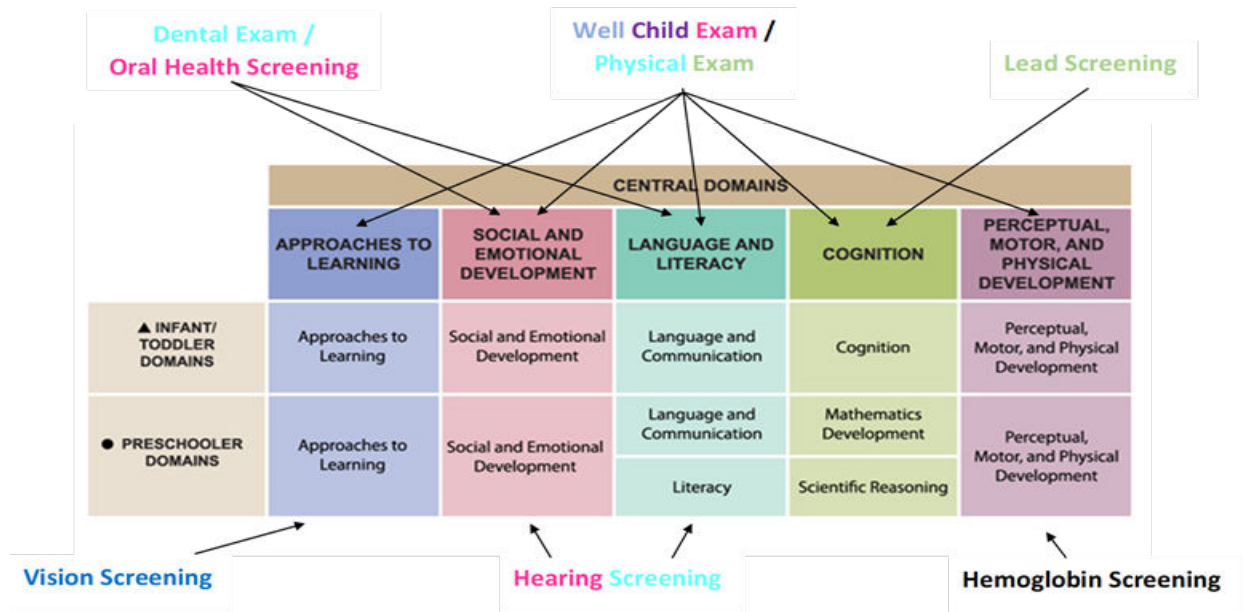 Dental Exam /
Oral Health Screening
Well Child Exam /
Physical Exam
Lead Screening
CENTRAL DOMAINS
APPROACHES TO
LEARNING
SOCIAL AND
EMOTIONAL
DEVELOPMENT
LANGUAGE AND
LITERACY
COGNITION
PERCEPTUAL,
MOTOR, AND
PHYSICAL
DEVELOPMENT
▲ INFANT/
TODDLER
DOMAINS
Approaches to
Learning
Social and Emotional
Development
Language and
Communication
Cognition
Perceptual,
Motor, and Physical
Development
● PRESCHOOLER
DOMAINS
Approaches to
Learning
Social and Emotional
Development
Language and
Communication
Literacy
Mathematics
Development
Scientific Reasoning
Perceptual,
Motor, and Physical
Development
Vision Screening
Hearing Screening
Hemoglobin Screening